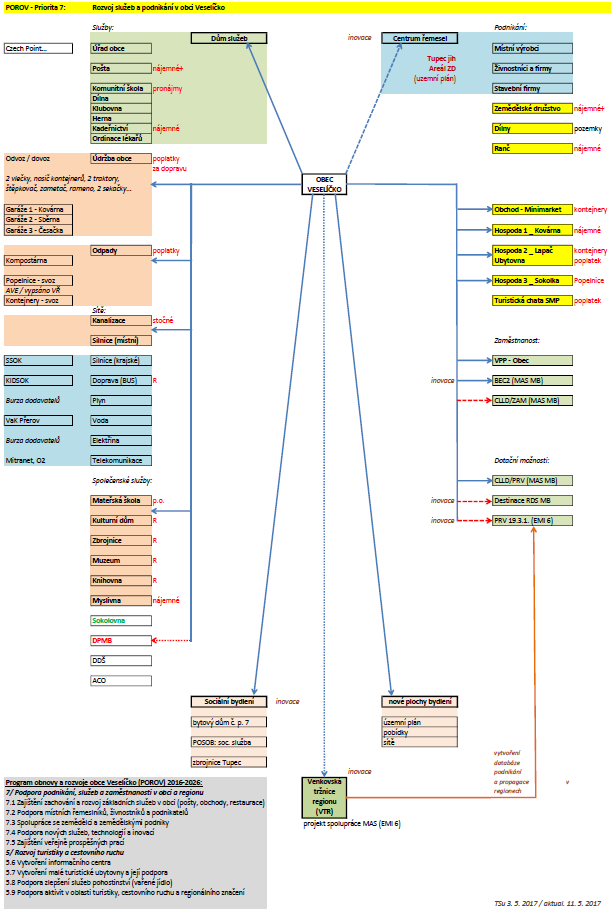 POROV - Priorita 7: Rozvoj služeb a podnikání v obci Veselíčko
Služby:
Dům služeb
Czech Point...
Úřad obce
Pošta nájemné+
Komunitní škola pronájmy
Dílna
Klubovna
Herna
Kadeřnictví nájemné
Ordinace lékařů
inovace
Centrum řemesel
Tupec jih
Areál ZD
(územní plán)
Podnikání:
Místní výrobci
Živnostníci a firmy
Stavební firmy
Zemědělské družstvo nájemné+
Dílny pozemky
Ranč nájemné
Odvoz / dovoz
Údržba obce poplatky
za dopravu
2 vlečky, nosič kontejnerů, 2 traktory,
štěpkovač, zametač, rameno, 2 sekačky...
Garáže 1 - Kovárna
Garáže 2 - Sběrna
Garáže 3 - Česačka
OBEC
VESELÍČKO
Obchod - Minimarket kontejnery
Hospoda 1 _ Kovárna nájemné
Hospoda 2 _ Lapač kontejnery
Ubytovna poplatek
Hospoda 3 _ Sokolka Popelnice
Turistická chata SMP poplatek
Odpady poplatky
Kompostárna
Popelnice - svoz
AVE / vypsáno VŘ
Kontejnery - svoz
Sítě:
Kanalizace stočné
Silnice (místní)
SSOK Silnice (krajské)
KIDSOK Doprava (BUS) R
Burza dodavatelů Plyn
VaK Přerov Voda
Burza dodavatelů Elektřina
Mitranet, O2 Telekomunikace
Zaměstnanost:
VPP - Obec
inovace BEC2 (MAS MB)
CLLD/ZAM (MAS MB)
Dotační možnosti:
CLLD/PRV (MAS MB)
inovace Destinace RDS MB
inovace PRV 19.3.1. (EMI 6)
Společenské služby:
Mateřská škola p.o.
Kulturní dům R
Zbrojnice R
Muzeum R
Knihovna R
Myslivna nájemné
Sokolovna
DPMB
DDŠ
ACO
Sociální bydlení inovace
bytový dům č. p. 7
POSOB: soc. služba
zbrojnice Tupec
nové plochy bydlení
územní plán
pobídky
sítě
vytvoření
databáze
podnikání
a propagace v
regionech
inovace
Venkovská
tržnice
regionu
(VTR)
projekt spolupráce MAS (EMI 6)
Program obnovy a rozvoje obce Veselíčko (POROV) 2016-2026:
7/ Podpora podnikání, služeb a zaměstnanosti v obci a regionu
7.1 Zajištění zachování a rozvoj základních služeb v obci (pošty, obchody, restaurace)
7.2 Podpora místních řemeslníků, živnostníků a podnikatelů
7.3 Spolupráce se zemědělci a zemědělskými podniky
7.4 Podpora nových služeb, technologií a inovací
7.5 Zajištění veřejně prospěšných prací
5/ Rozvoj turistiky a cestovního ruchu
5.6 Vytvoření informačního centra
5.7 Vytvoření malé turistické ubytovny a její podpora
5.8 Podpora zlepšení služeb pohostinství (vařené jídlo)
5.9 Podpora aktivit v oblasti turistiky, cestovního ruchu a regionálního značení
TSu 3. 5. 2017 / aktual. 11. 5. 2017